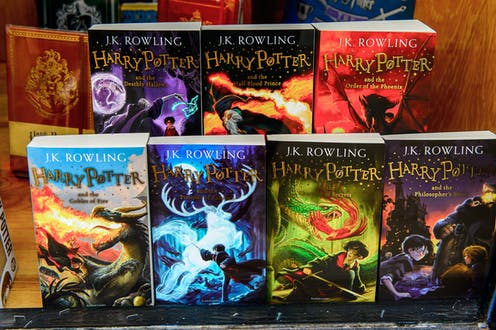 J.K. ROWLING
HARRY POTTER
and the
Deathly Hallows
J.K. ROWLING
HARRY POTTER
and the
Half-Blood Prince
J.K. ROWLING
HARRY POTTER
and the
Order of the Phoenix
J.K. ROWLING
HARRY POTTER
and the
Goblet of Fire
J.K. ROWLING
HARRY POTTER
J.K. ROWLING
HARRY POTTER
Secrets
J.K. ROWLING
HARRY POTTER
and the
Philosopher's